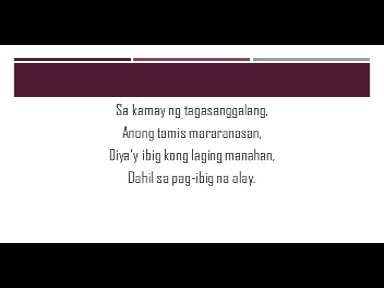 Sa kamay ng tagasanggalang,
Anong tamis mararanasan,
Diya'y ibig kong laging manahan,
Dahil sa pag-ibig na alay.